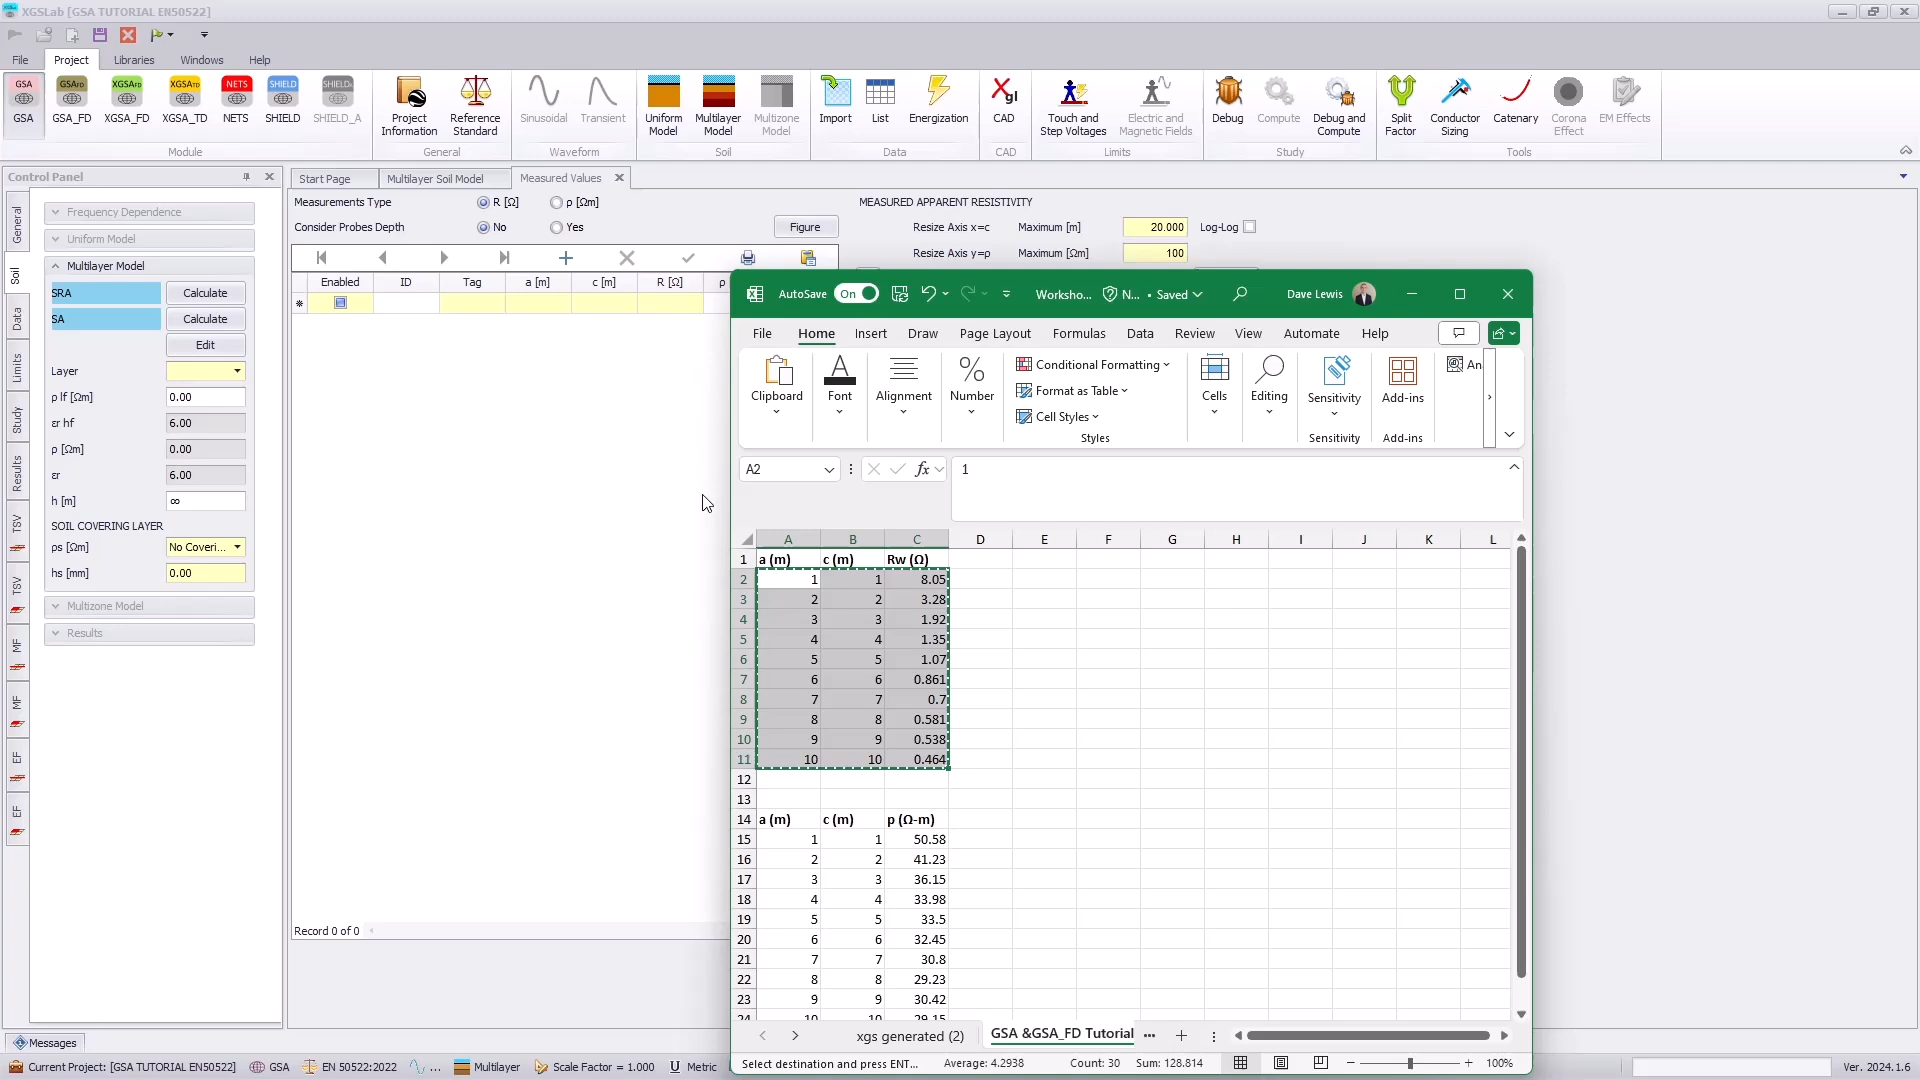 XGSLab [GSA TUTORIAL EN50522]
File Project Libraries Windows Help
GSA GSA_FD XGSA_FD XGSA_TD NETS SHIELD SHIELD_A
Module
Project Information Reference Standard
General
Sinusoidal Transient
Waveform
Uniform Model Multilayer Model Multizone Model
Soil
Import List Energization
Data
CAD
CAD
Touch and Step Voltages Electric and Magnetic Fields
Limits
Debug Compute Debug and Compute
Study
Split Factor Conductor Sizing Catenary Corona Effect EM Effects
Tools
Control Panel
General
Soil
Data
Limits
Study
Results
TSV
TSV
MF
MF
EF
EF
Frequency Dependence
Uniform Model
Multilayer Model
SRA Calculate
SA Calculate
Edit
Layer
ρ lf [Ωm] 0.00
εr hf 6.00
ρ [Ωm] 0.00
εr 6.00
h [m] ∞
SOIL COVERING LAYER
ρs [Ωm] No Coveri...
hs [mm] 0.00
Multizone Model
Results
Start Page Multilayer Soil Model Measured Values
Measurements Type R [Ω] ρ [Ωm]
Consider Probes Depth No Yes Figure
Enabled ID Tag a [m] c [m] R [Ω] ρ
Record 0 of 0
MEASURED APPARENT RESISTIVITY
Resize Axis x=c Maximum [m] 20.000 Log-Log
Resize Axis y=ρ Maximum [Ωm] 100
AutoSave On Worksho... N... • Saved Dave Lewis
File Home Insert Draw Page Layout Formulas Data Review View Automate Help
Clipboard Font Alignment Number
Conditional Formatting
Format as Table
Cell Styles
Styles
Cells Editing Sensitivity Add-ins An
Sensitivity Add-ins
A2 fx 1
A B C D E F G H I J K L
1 a (m) c (m) Rw (Ω)
2 1 1 8.05
3 2 2 3.28
4 3 3 1.92
5 4 4 1.35
6 5 5 1.07
7 6 6 0.861
8 7 7 0.7
9 8 8 0.581
10 9 9 0.538
11 10 10 0.464
12
13
14 a (m) c (m) p (Ω-m)
15 1 1 50.58
16 2 2 41.23
17 3 3 36.15
18 4 4 33.98
19 5 5 33.5
20 6 6 32.45
21 7 7 30.8
22 8 8 29.23
23 9 9 30.42
24 10 10 29.15
xgs generated (2) GSA &GSA_FD Tutorial
Select destination and press ENT... Average: 4.2938 Count: 30 Sum: 128.814 100%
Messages
Current Project: [GSA TUTORIAL EN50522] GSA EN 50522:2022 ... Multilayer Scale Factor = 1.000 U Metric Ver. 2024.1.6